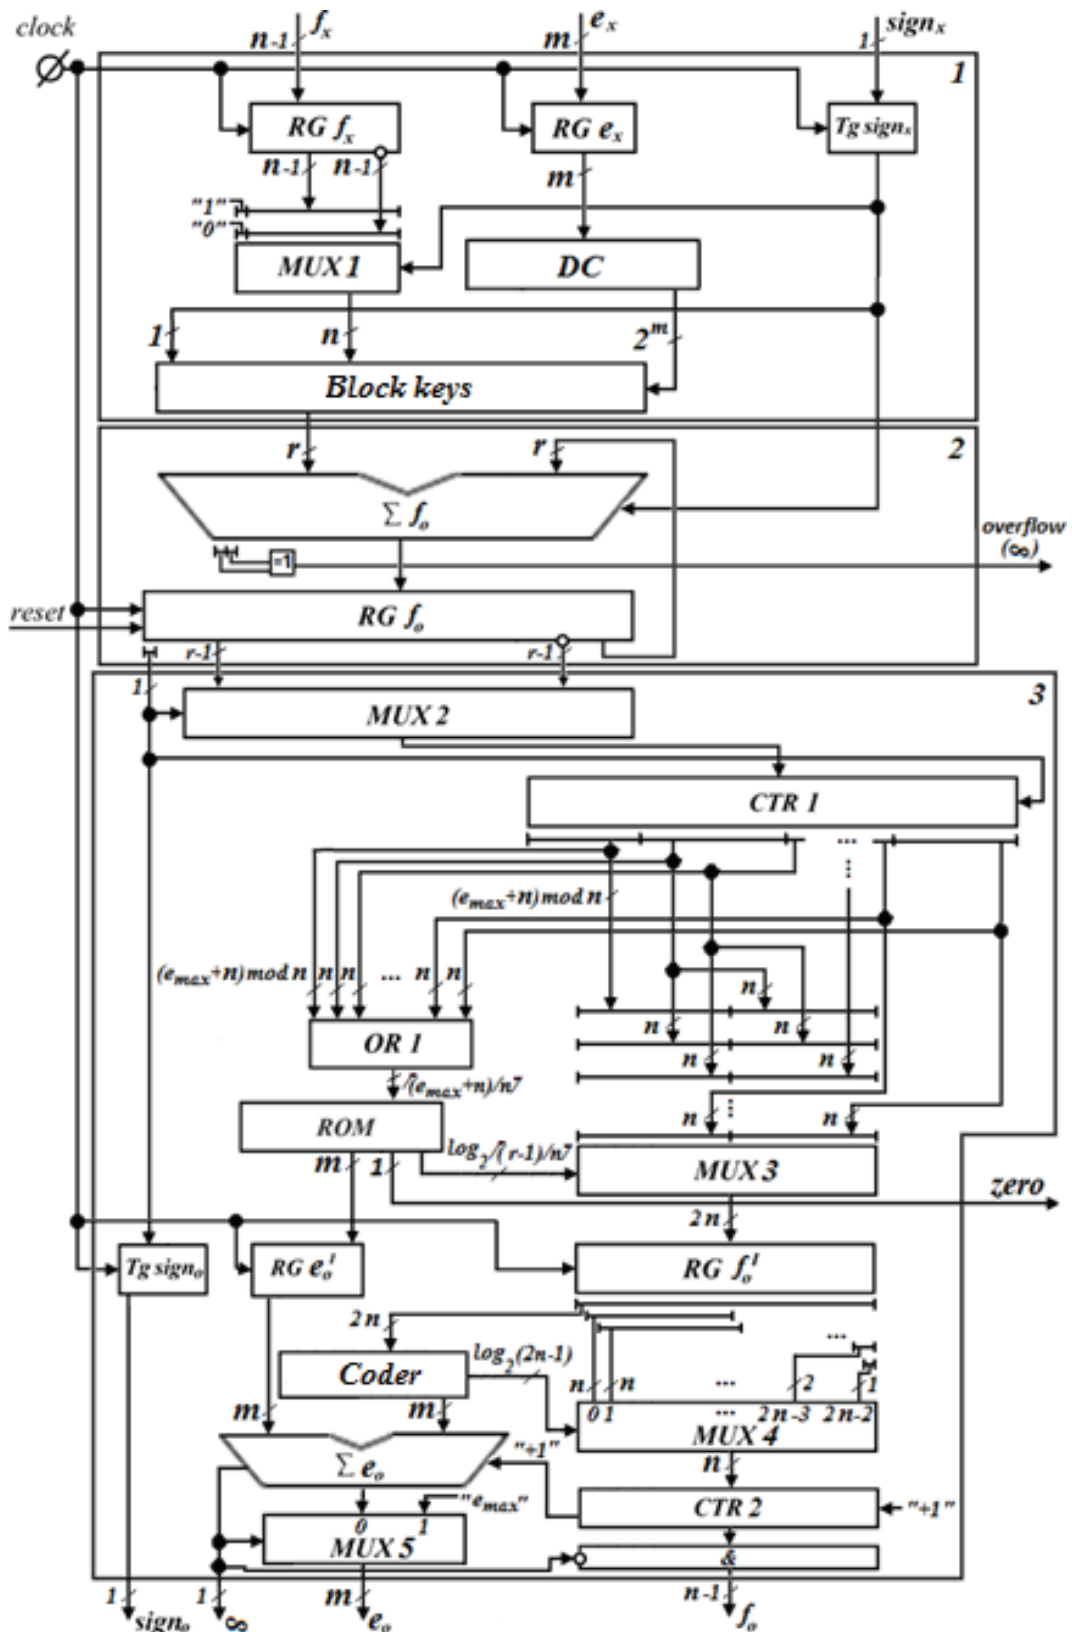 clock
f_x
e_x
sign_x
n-1
m
1
1
RG f_x
RG e_x
Tg sign_x
n-1
n-1
m
"1"
"0"
MUX 1
DC
1
n
2^m
Block keys
r
r
2
∑ f_o
overflow
(∞)
=1
RG f_o
reset
r-1
r-1
1
3
MUX 2
CTR 1
...
(e_max+n)mod n
(e_max+n)mod n
n
n
...
n
n
n
n
n
n
n
OR 1
/(e_max+n)/n7
n
n
ROM
log_2/(r-1)/n7
m
1
MUX 3
zero
2n
Tg sign_o
RG e_o^1
RG f_o^1
2n
...
Coder
log_2(2n-1)
n
n
...
2
1
m
m
0
1
...
2n-3
2n-2
MUX 4
"+1"
∑ e_o
n
"e_max"
CTR 2
"+1"
0
1
MUX 5
&
1
1
m
n-1
sign_o
∞
e_o
f_o